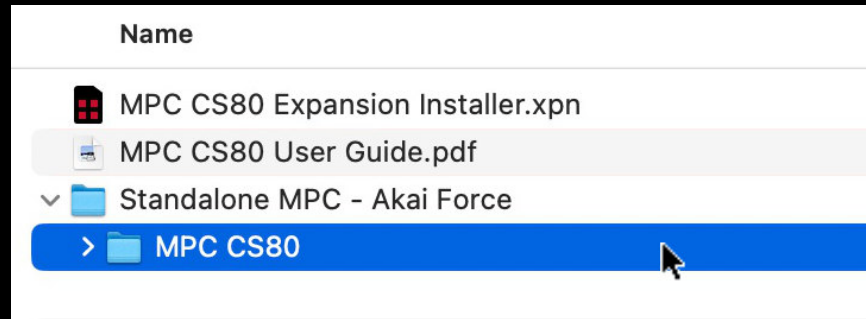 Name
MPC CS80 Expansion Installer.xpn
MPC CS80 User Guide.pdf
Standalone MPC - Akai Force
MPC CS80